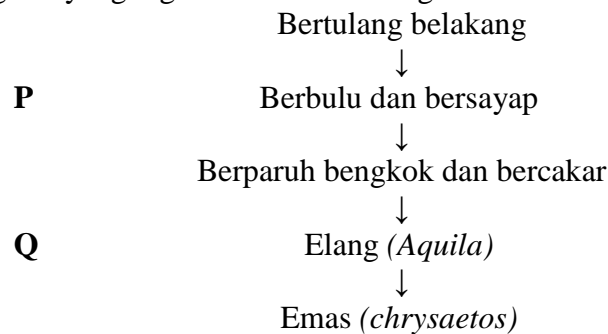 Bertulang belakang
↓
P Berbulu dan bersayap
↓
Berparuh bengkok dan bercakar
↓
Q Elang (Aquila)
↓
Emas (chrysaetos)